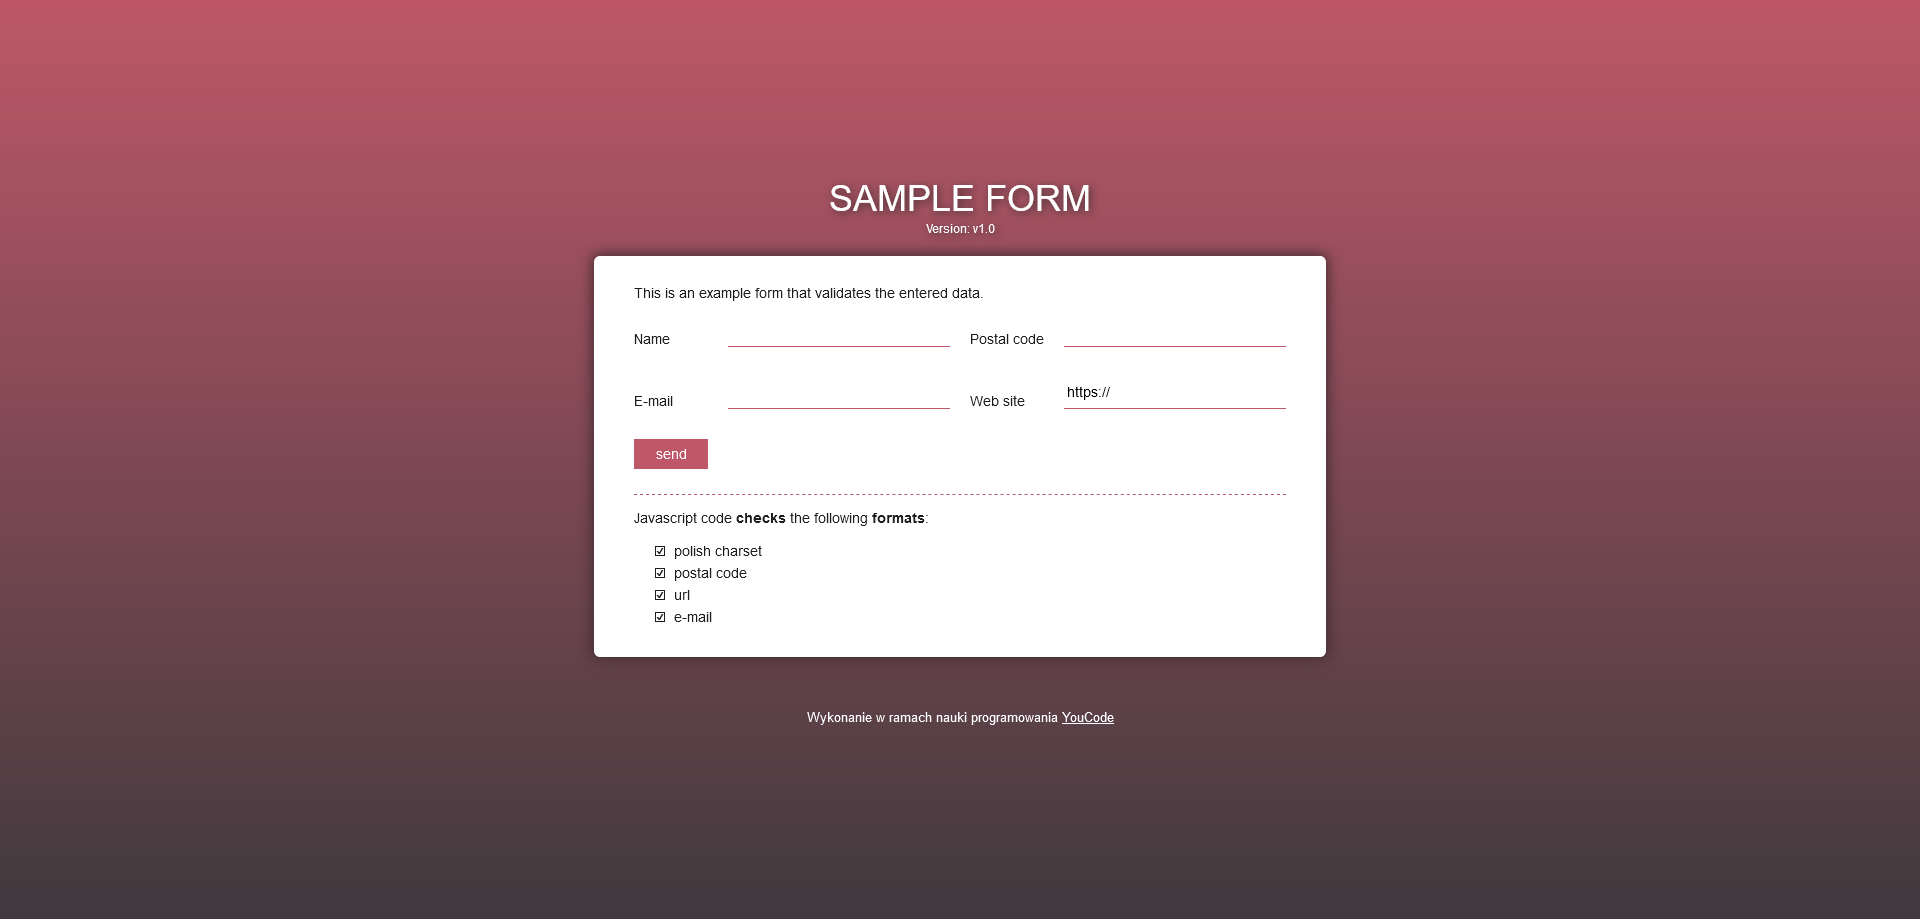 SAMPLE FORM
Version: v1.0
This is an example form that validates the entered data.
Name
Postal code
E-mail
Web site
https://
send
Javascript code checks the following formats:
polish charset
postal code
url
e-mail
Wykonanie w ramach nauki programowania YouCode